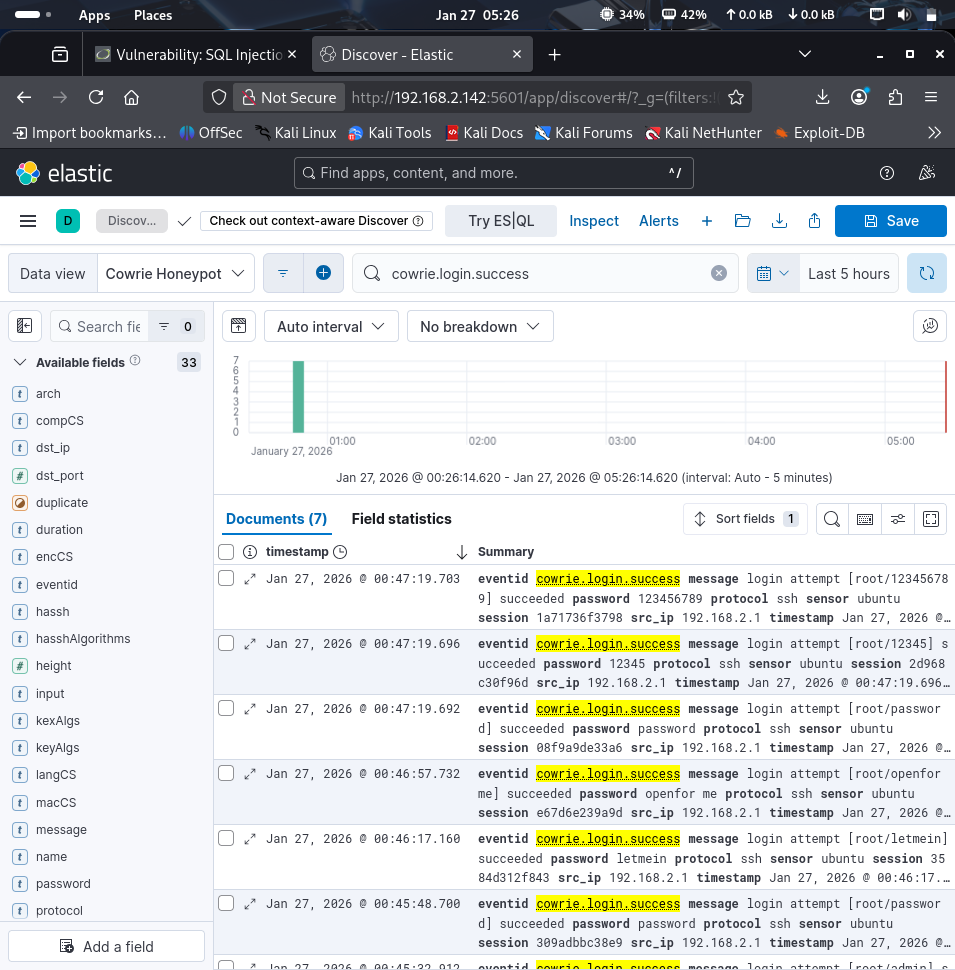 Apps Places Jan 27 05:26 34% 42% 0.0 kB 0.0 kB
Vulnerability: SQL Injectio Discover - Elastic
Not Secure http://192.168.2.142:5601/app/discover#/?_g=(filters:!
Import bookmarks... OffSec Kali Linux Kali Tools Kali Docs Kali Forums Kali NetHunter Exploit-DB
elastic Find apps, content, and more. ^/
D Discov... Check out context-aware Discover Try ES|QL Inspect Alerts Save
Data view Cowrie Honeypot cowrie.login.success Last 5 hours
Search fie 0 Auto interval No breakdown
Available fields 33
arch
compCS
dst_ip
dst_port
duplicate
duration
encCS
eventid
hassh
hasshAlgorithms
height
input
kexAlgs
keyAlgs
langCS
macCS
message
name
password
protocol
Add a field
7
6
5
4
3
2
1
0
01:00 02:00 03:00 04:00 05:00
January 27, 2026
Jan 27, 2026 @ 00:26:14.620 - Jan 27, 2026 @ 05:26:14.620 (interval: Auto - 5 minutes)
Documents (7) Field statistics Sort fields 1
timestamp Summary
Jan 27, 2026 @ 00:47:19.703 eventid cowrie.login.success message login attempt [root/12345678
9] succeeded password 123456789 protocol ssh sensor ubuntu
session 1a71736f3798 src_ip 192.168.2.1 timestamp Jan 27, 2026 @…
Jan 27, 2026 @ 00:47:19.696 eventid cowrie.login.success message login attempt [root/12345] s
ucceeded password 12345 protocol ssh sensor ubuntu session 2d968
c30f96d src_ip 192.168.2.1 timestamp Jan 27, 2026 @ 00:47:19.696…
Jan 27, 2026 @ 00:47:19.692 eventid cowrie.login.success message login attempt [root/passwor
d] succeeded password password protocol ssh sensor ubuntu
session 08f9a9de33a6 src_ip 192.168.2.1 timestamp Jan 27, 2026 @…
Jan 27, 2026 @ 00:46:57.732 eventid cowrie.login.success message login attempt [root/openfor
me] succeeded password openfor me protocol ssh sensor ubuntu
session e67d6e239a9d src_ip 192.168.2.1 timestamp Jan 27, 2026 @…
Jan 27, 2026 @ 00:46:17.160 eventid cowrie.login.success message login attempt [root/letmein]
succeeded password letmein protocol ssh sensor ubuntu session 35
84d312f843 src_ip 192.168.2.1 timestamp Jan 27, 2026 @ 00:46:17.…
Jan 27, 2026 @ 00:45:48.700 eventid cowrie.login.success message login attempt [root/passwor
d] succeeded password password protocol ssh sensor ubuntu
session 309adbbc38e9 src_ip 192.168.2.1 timestamp Jan 27, 2026 @…
Jan 27, 2026 @ 00:45:32.912 eventid cowrie.login.success message login attempt [root/admin] s